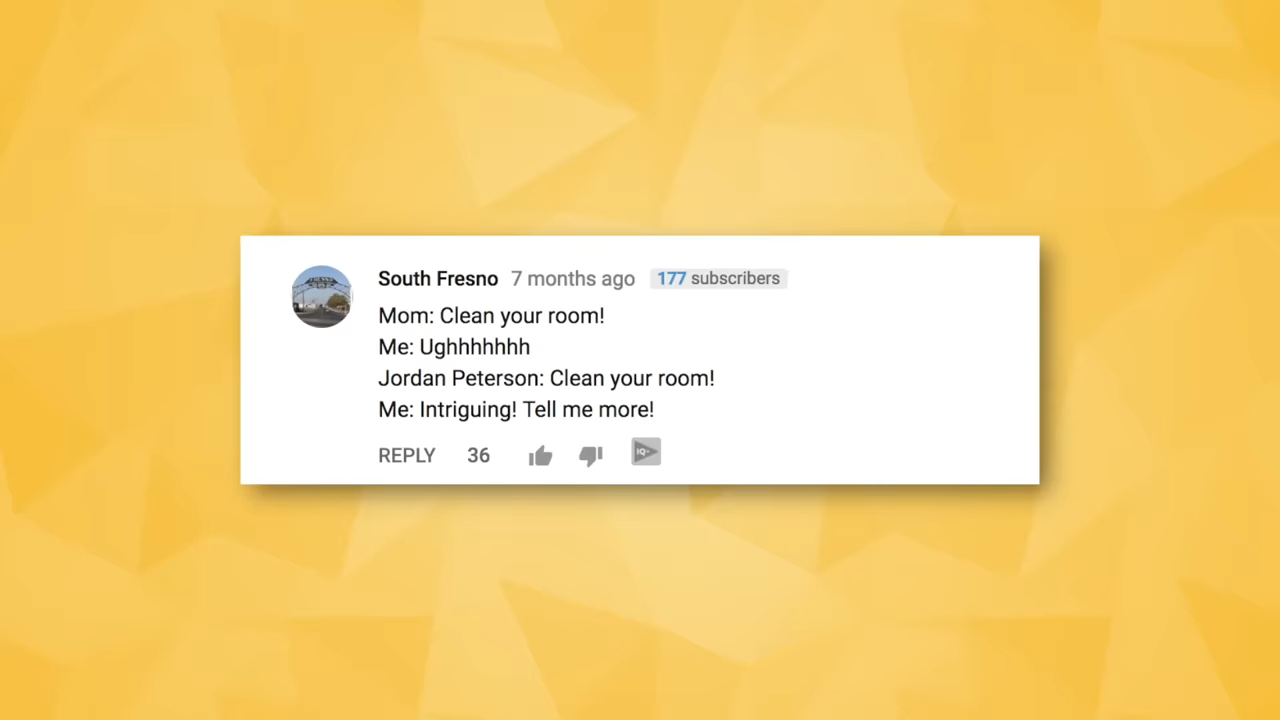 South Fresno 7 months ago 177 subscribers
Mom: Clean your room!
Me: Ughhhhhhh
Jordan Peterson: Clean your room!
Me: Intriguing! Tell me more!
REPLY 36 IQ+